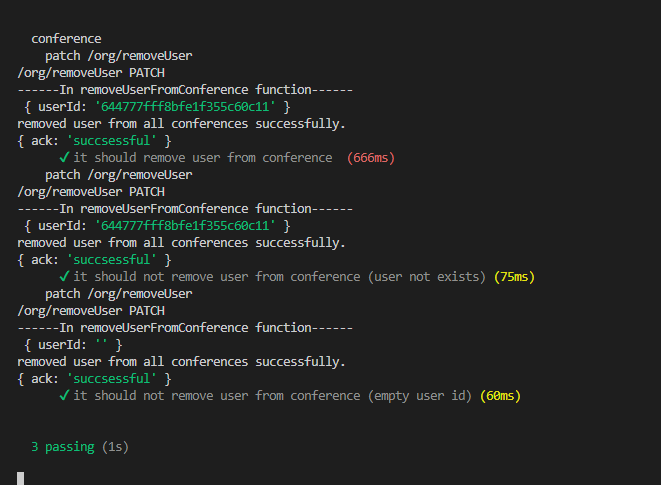 conference
patch /org/removeUser
/org/removeUser PATCH
------In removeUserFromConference function------
{ userId: '644777fff8bfe1f355c60c11' }
removed user from all conferences successfully.
{ ack: 'succsessful' }
✓ it should remove user from conference (666ms)
patch /org/removeUser
/org/removeUser PATCH
------In removeUserFromConference function------
{ userId: '644777fff8bfe1f355c60c11' }
removed user from all conferences successfully.
{ ack: 'succsessful' }
✓ it should not remove user from conference (user not exists) (75ms)
patch /org/removeUser
/org/removeUser PATCH
------In removeUserFromConference function------
{ userId: '' }
removed user from all conferences successfully.
{ ack: 'succsessful' }
✓ it should not remove user from conference (empty user id) (60ms)
3 passing (1s)